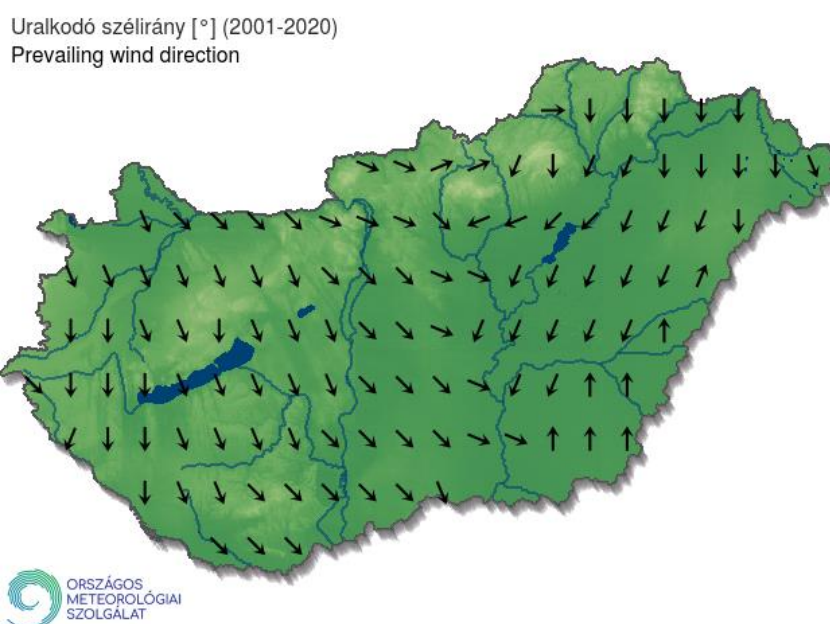 Uralkodó szélirány [°] (2001-2020)
Prevailing wind direction
ORSZÁGOS
METEOROLÓGIAI
SZOLGÁLAT